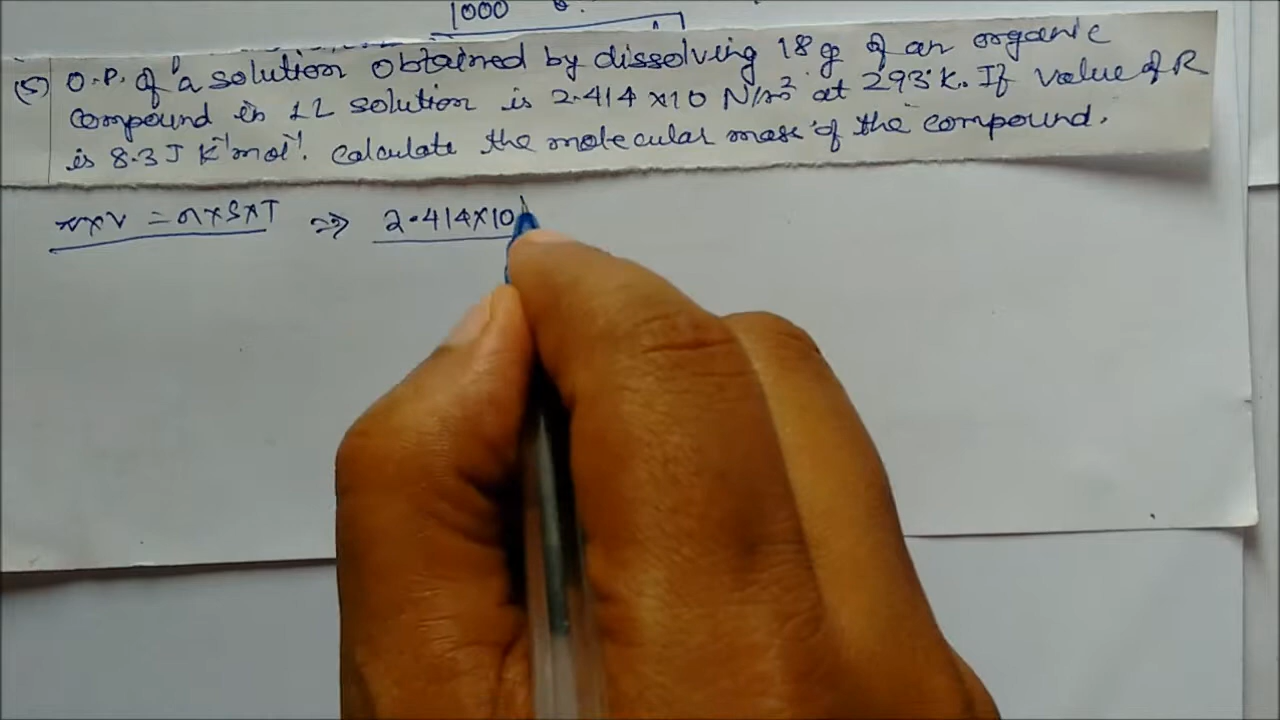 1000
(5) O.P. of a solution obtained by dissolving 18 g of an organic
compound in 1L solution is 2.414 x10 N/m² at 293°K. If value of R
is 8.3 J K⁻¹ mol⁻¹. Calculate the molecular mass of the compound.
π×V = n×S×T ⇒ 2.414×10